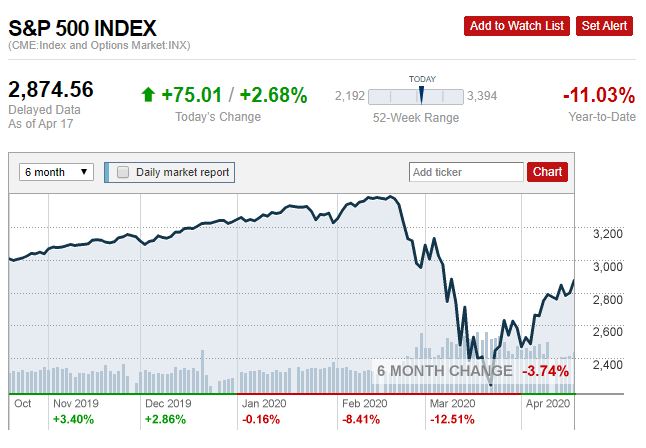 S&P 500 INDEX
Add to Watch List
Set Alert
(CME:Index and Options Market:INX)
2,874.56
Delayed Data
As of Apr 17
+75.01 / +2.68%
Today's Change
TODAY
2,192
3,394
52-Week Range
-11.03%
Year-to-Date
6 month
Daily market report
Add ticker
Chart
3,200
3,000
2,800
2,600
2,400
6 MONTH CHANGE -3.74%
Oct Nov 2019 Dec 2019 Jan 2020 Feb 2020 Mar 2020 Apr 2020
+3.40% +2.86% -0.16% -8.41% -12.51%